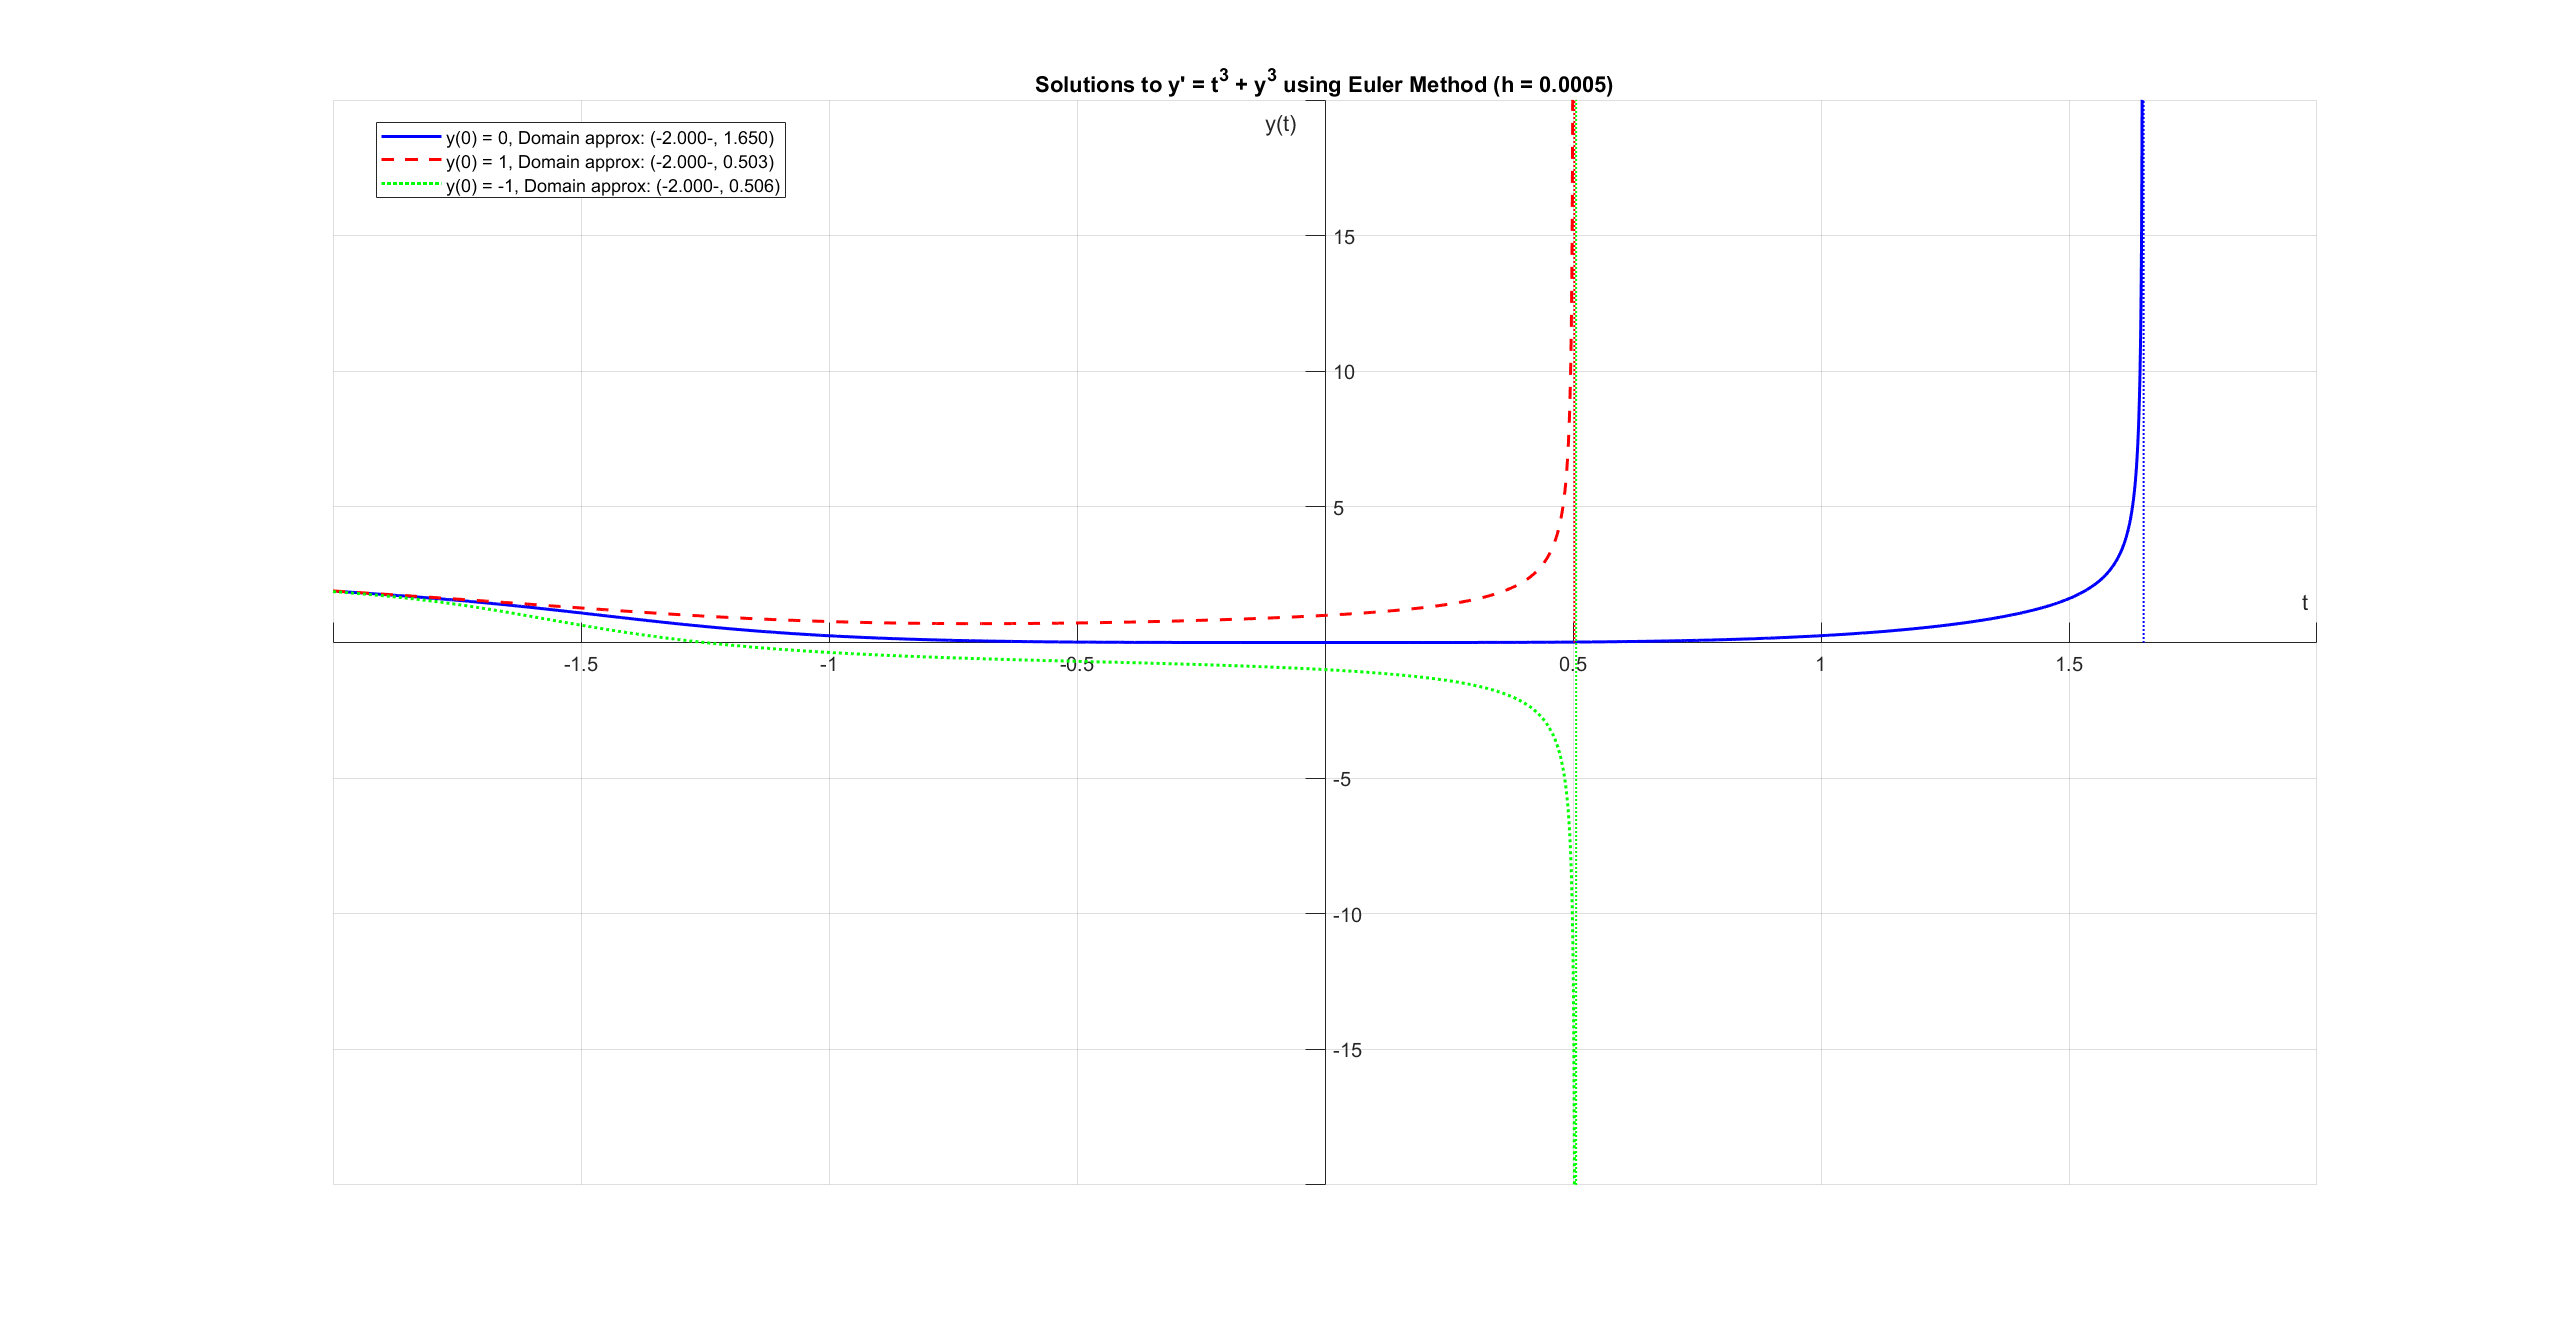 Solutions to y' = t³ + y³ using Euler Method (h = 0.0005)
y(t)
y(0) = 0, Domain approx: (-2.000-, 1.650)
y(0) = 1, Domain approx: (-2.000-, 0.503)
y(0) = -1, Domain approx: (-2.000-, 0.506)
15
10
5
t
-1.5 -1 -0.5 0.5 1 1.5
-5
-10
-15